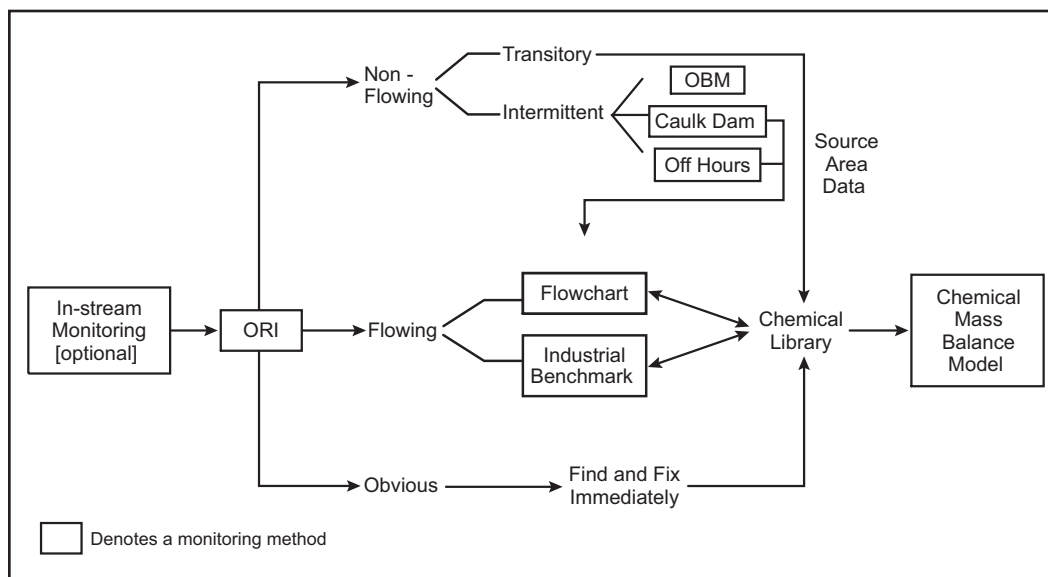 Non -
Flowing
Transitory
Intermittent
OBM
Caulk Dam
Off Hours
Source
Area
Data
In-stream
Monitoring
[optional]
ORI
Flowing
Flowchart
Industrial
Benchmark
Chemical
Library
Chemical
Mass
Balance
Model
Obvious
Find and Fix
Immediately
Denotes a monitoring method